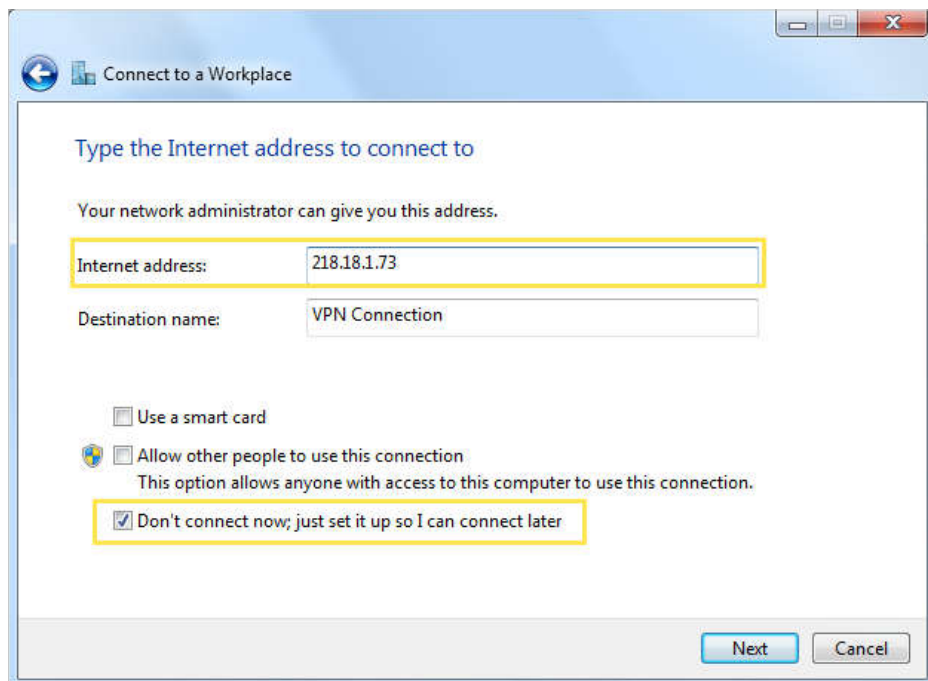 Connect to a Workplace
Type the Internet address to connect to
Your network administrator can give you this address.
Internet address: 218.18.1.73
Destination name: VPN Connection
Use a smart card
Allow other people to use this connection
This option allows anyone with access to this computer to use this connection.
Don't connect now; just set it up so I can connect later
Next Cancel